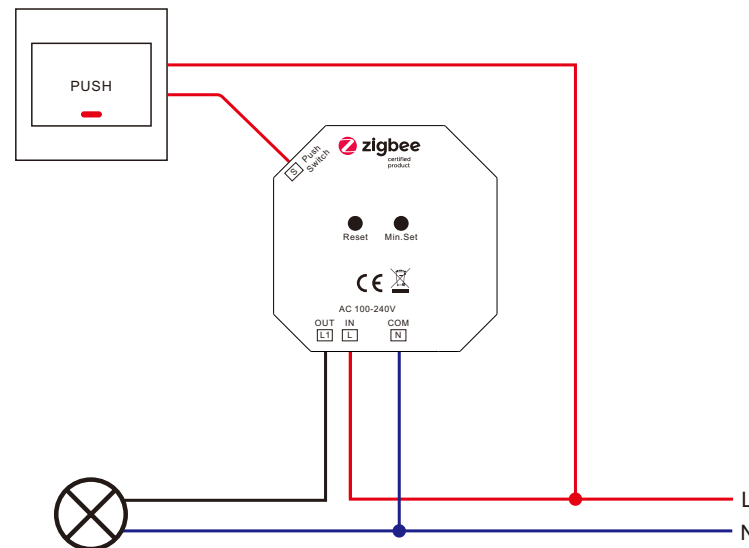 PUSH
zigbee
certified
product
S
Push
Switch
Reset Min.Set
CE
AC 100-240V
OUT IN COM
L1 L N
L
N